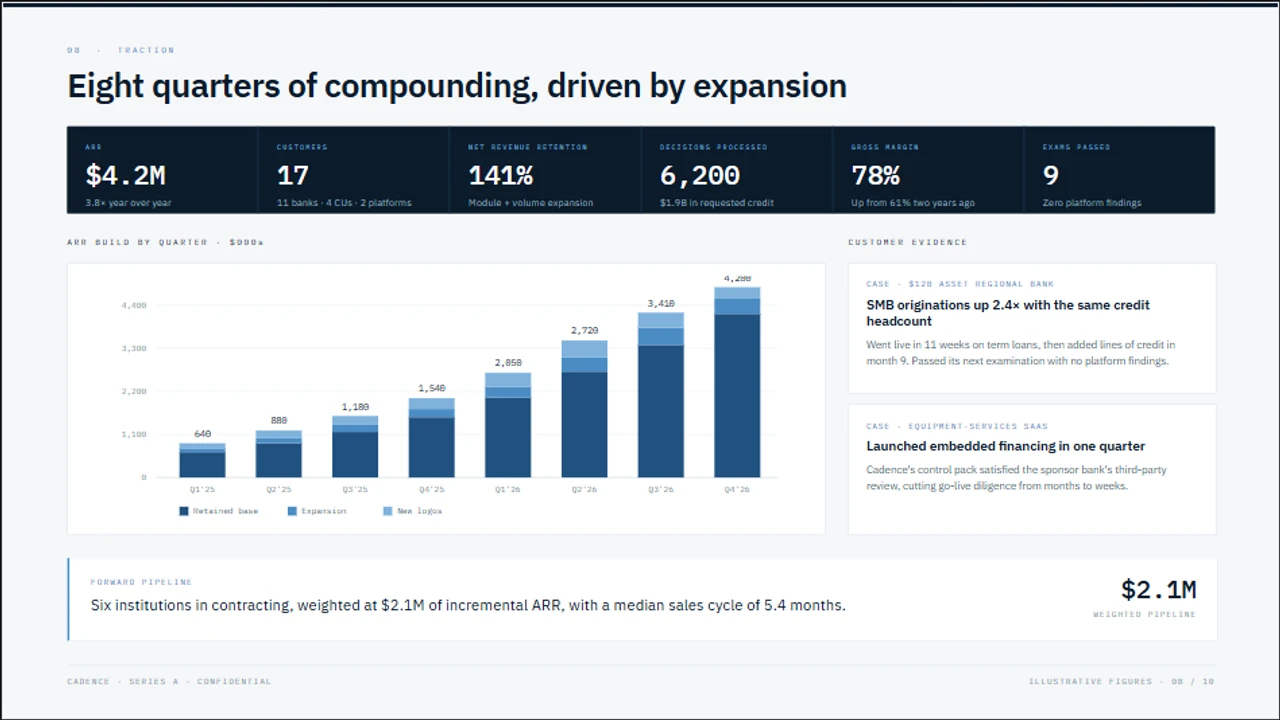 08 · TRACTION
Eight quarters of compounding, driven by expansion
ARR
$4.2M
3.8× year over year
CUSTOMERS
17
11 banks · 4 CUs · 2 platforms
NET REVENUE RETENTION
141%
Module + volume expansion
DECISIONS PROCESSED
6,200
$1.9B in requested credit
GROSS MARGIN
78%
Up from 61% two years ago
EXAMS PASSED
9
Zero platform findings
ARR BUILD BY QUARTER · $000s
4,400
3,300
2,200
1,100
0
640
880
1,180
1,540
2,050
2,720
3,410
4,200
Q1'25
Q2'25
Q3'25
Q4'25
Q1'26
Q2'26
Q3'26
Q4'26
Retained base
Expansion
New logos
CUSTOMER EVIDENCE
CASE · $12B ASSET REGIONAL BANK
SMB originations up 2.4× with the same credit
headcount
Went live in 11 weeks on term loans, then added lines of credit in
month 9. Passed its next examination with no platform findings.
CASE · EQUIPMENT-SERVICES SAAS
Launched embedded financing in one quarter
Cadence's control pack satisfied the sponsor bank's third-party
review, cutting go-live diligence from months to weeks.
FORWARD PIPELINE
Six institutions in contracting, weighted at $2.1M of incremental ARR, with a median sales cycle of 5.4 months.
$2.1M
WEIGHTED PIPELINE
CADENCE · SERIES A · CONFIDENTIAL
ILLUSTRATIVE FIGURES · 08 / 10